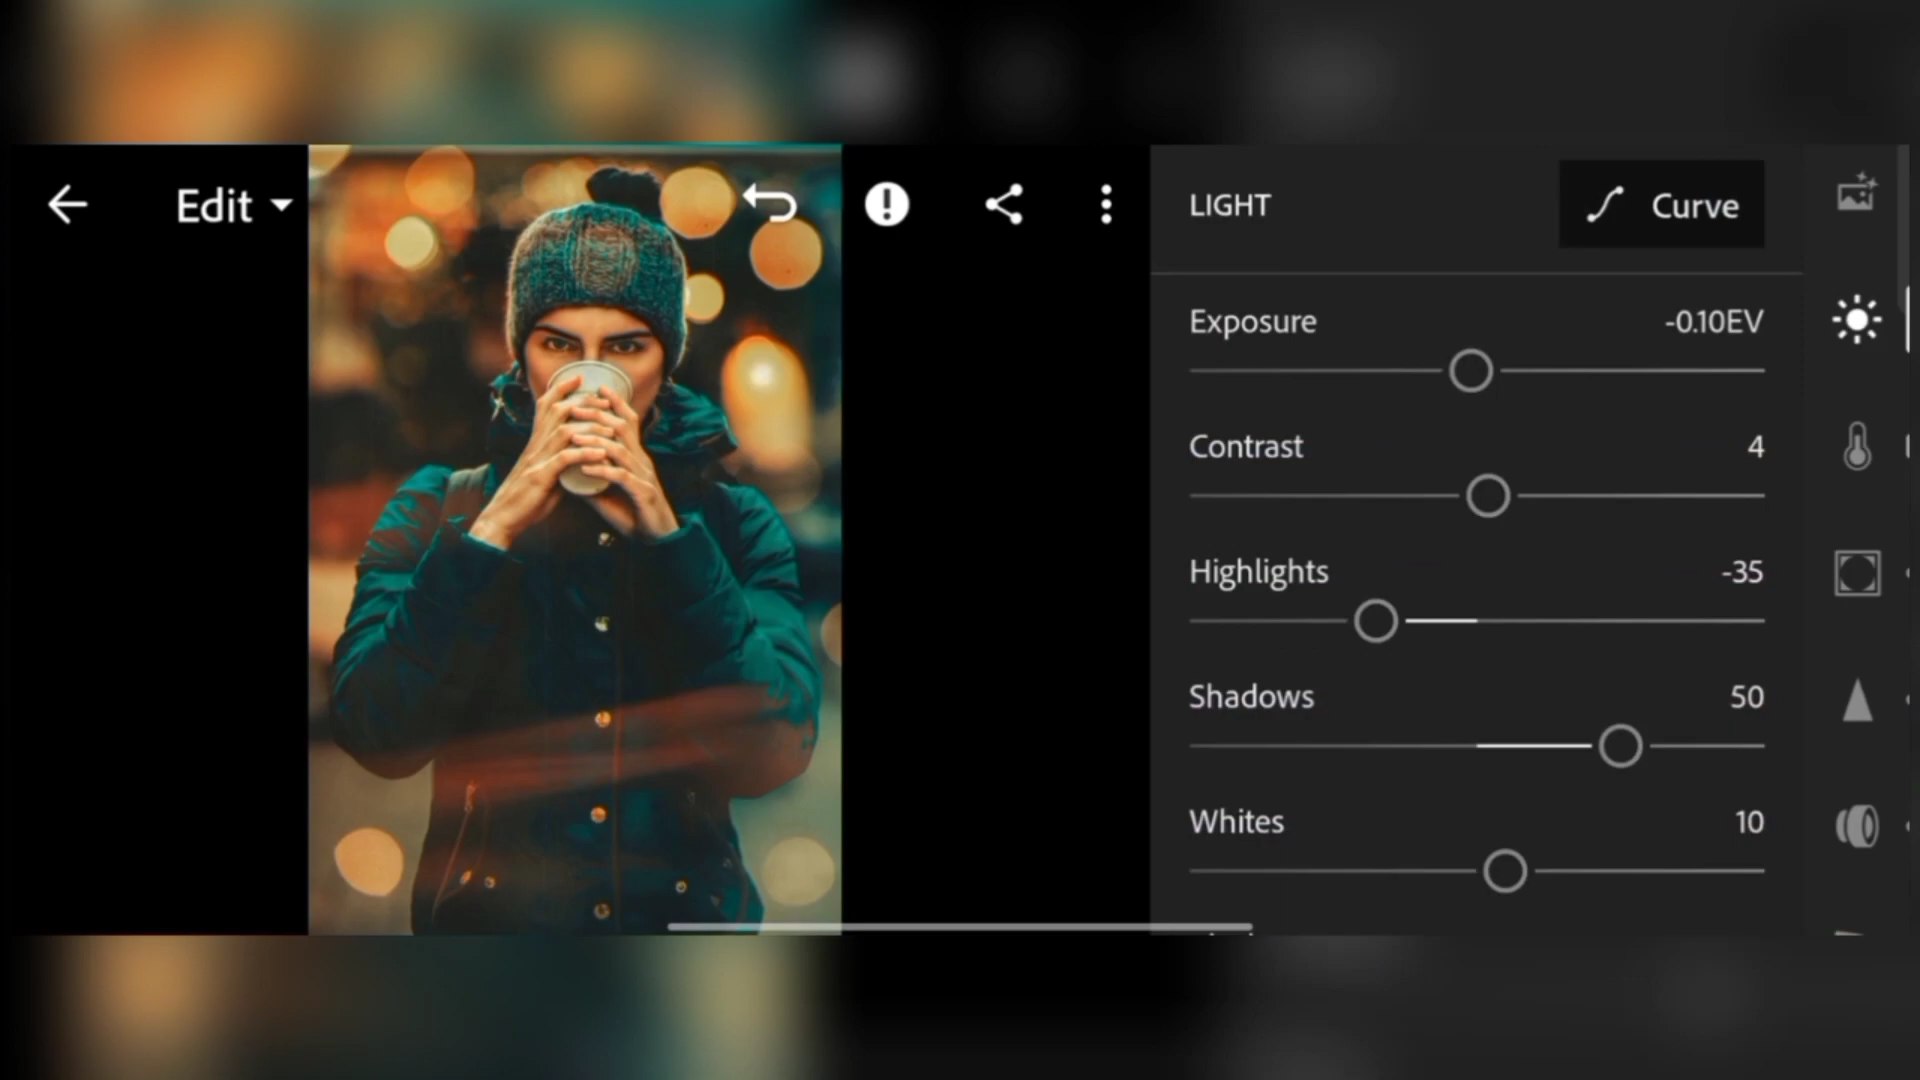 Edit
LIGHT
Curve
Exposure -0.10EV
Contrast 4
Highlights -35
Shadows 50
Whites 10